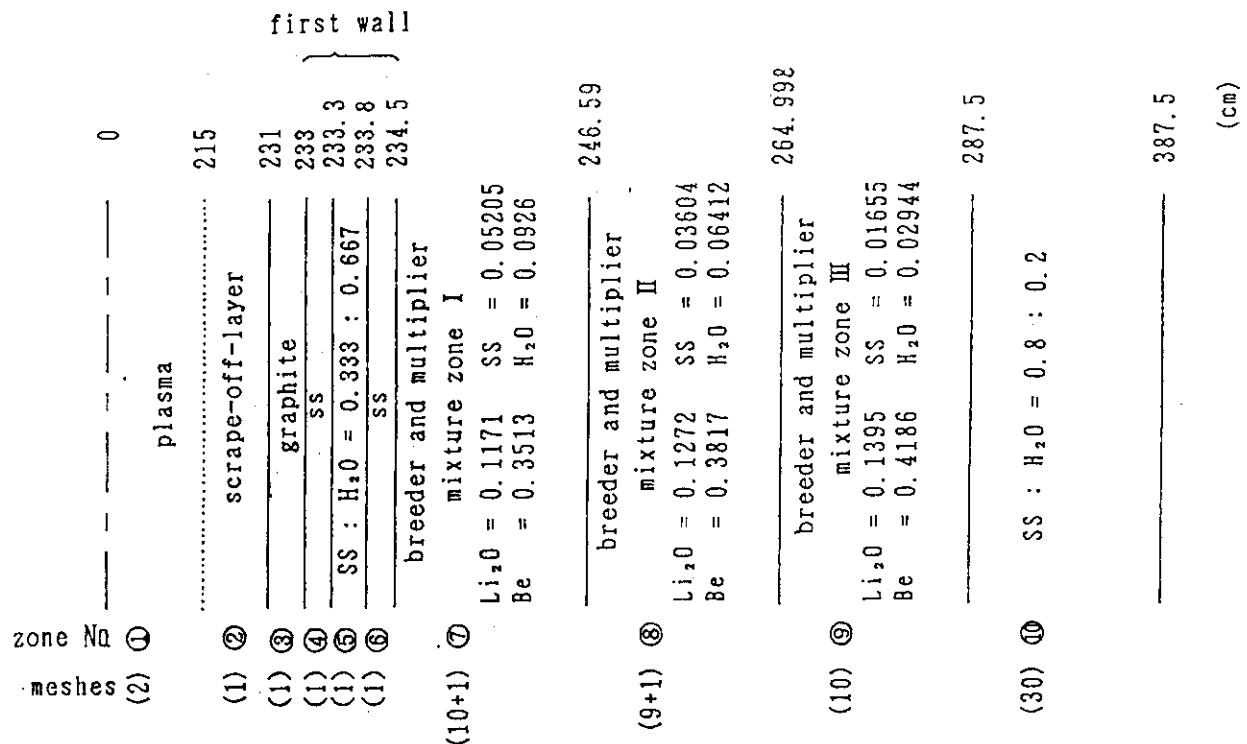 first wall
0
215
231
233
233.3
233.8
234.5
246.59
264.998
287.5
387.5
(cm)
plasma
scrape-off-layer
graphite
ss
SS : H₂O = 0.333 : 0.667
ss
breeder and multiplier
mixture zone I
Li₂O = 0.1171 SS = 0.05205
Be = 0.3513 H₂O = 0.0926
breeder and multiplier
mixture zone II
Li₂O = 0.1272 SS = 0.03604
Be = 0.3817 H₂O = 0.06412
breeder and multiplier
mixture zone III
Li₂O = 0.1395 SS = 0.01655
Be = 0.4186 H₂O = 0.02944
SS : H₂O = 0.8 : 0.2
zone No ① ② ③ ④ ⑤ ⑥ ⑦ ⑧ ⑨ ⑩
meshes (2) (1) (1) (1) (1) (1) (10+1) (9+1) (10) (30)